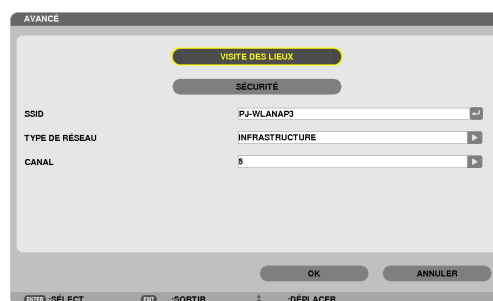 AVANCÉ
VISITE DES LIEUX
SÉCURITÉ
SSID PJ-WLANAP3
TYPE DE RÉSEAU INFRASTRUCTURE
CANAL 6
OK ANNULER
ENTER :SÉLECT EXIT :SORTIR :DÉPLACER